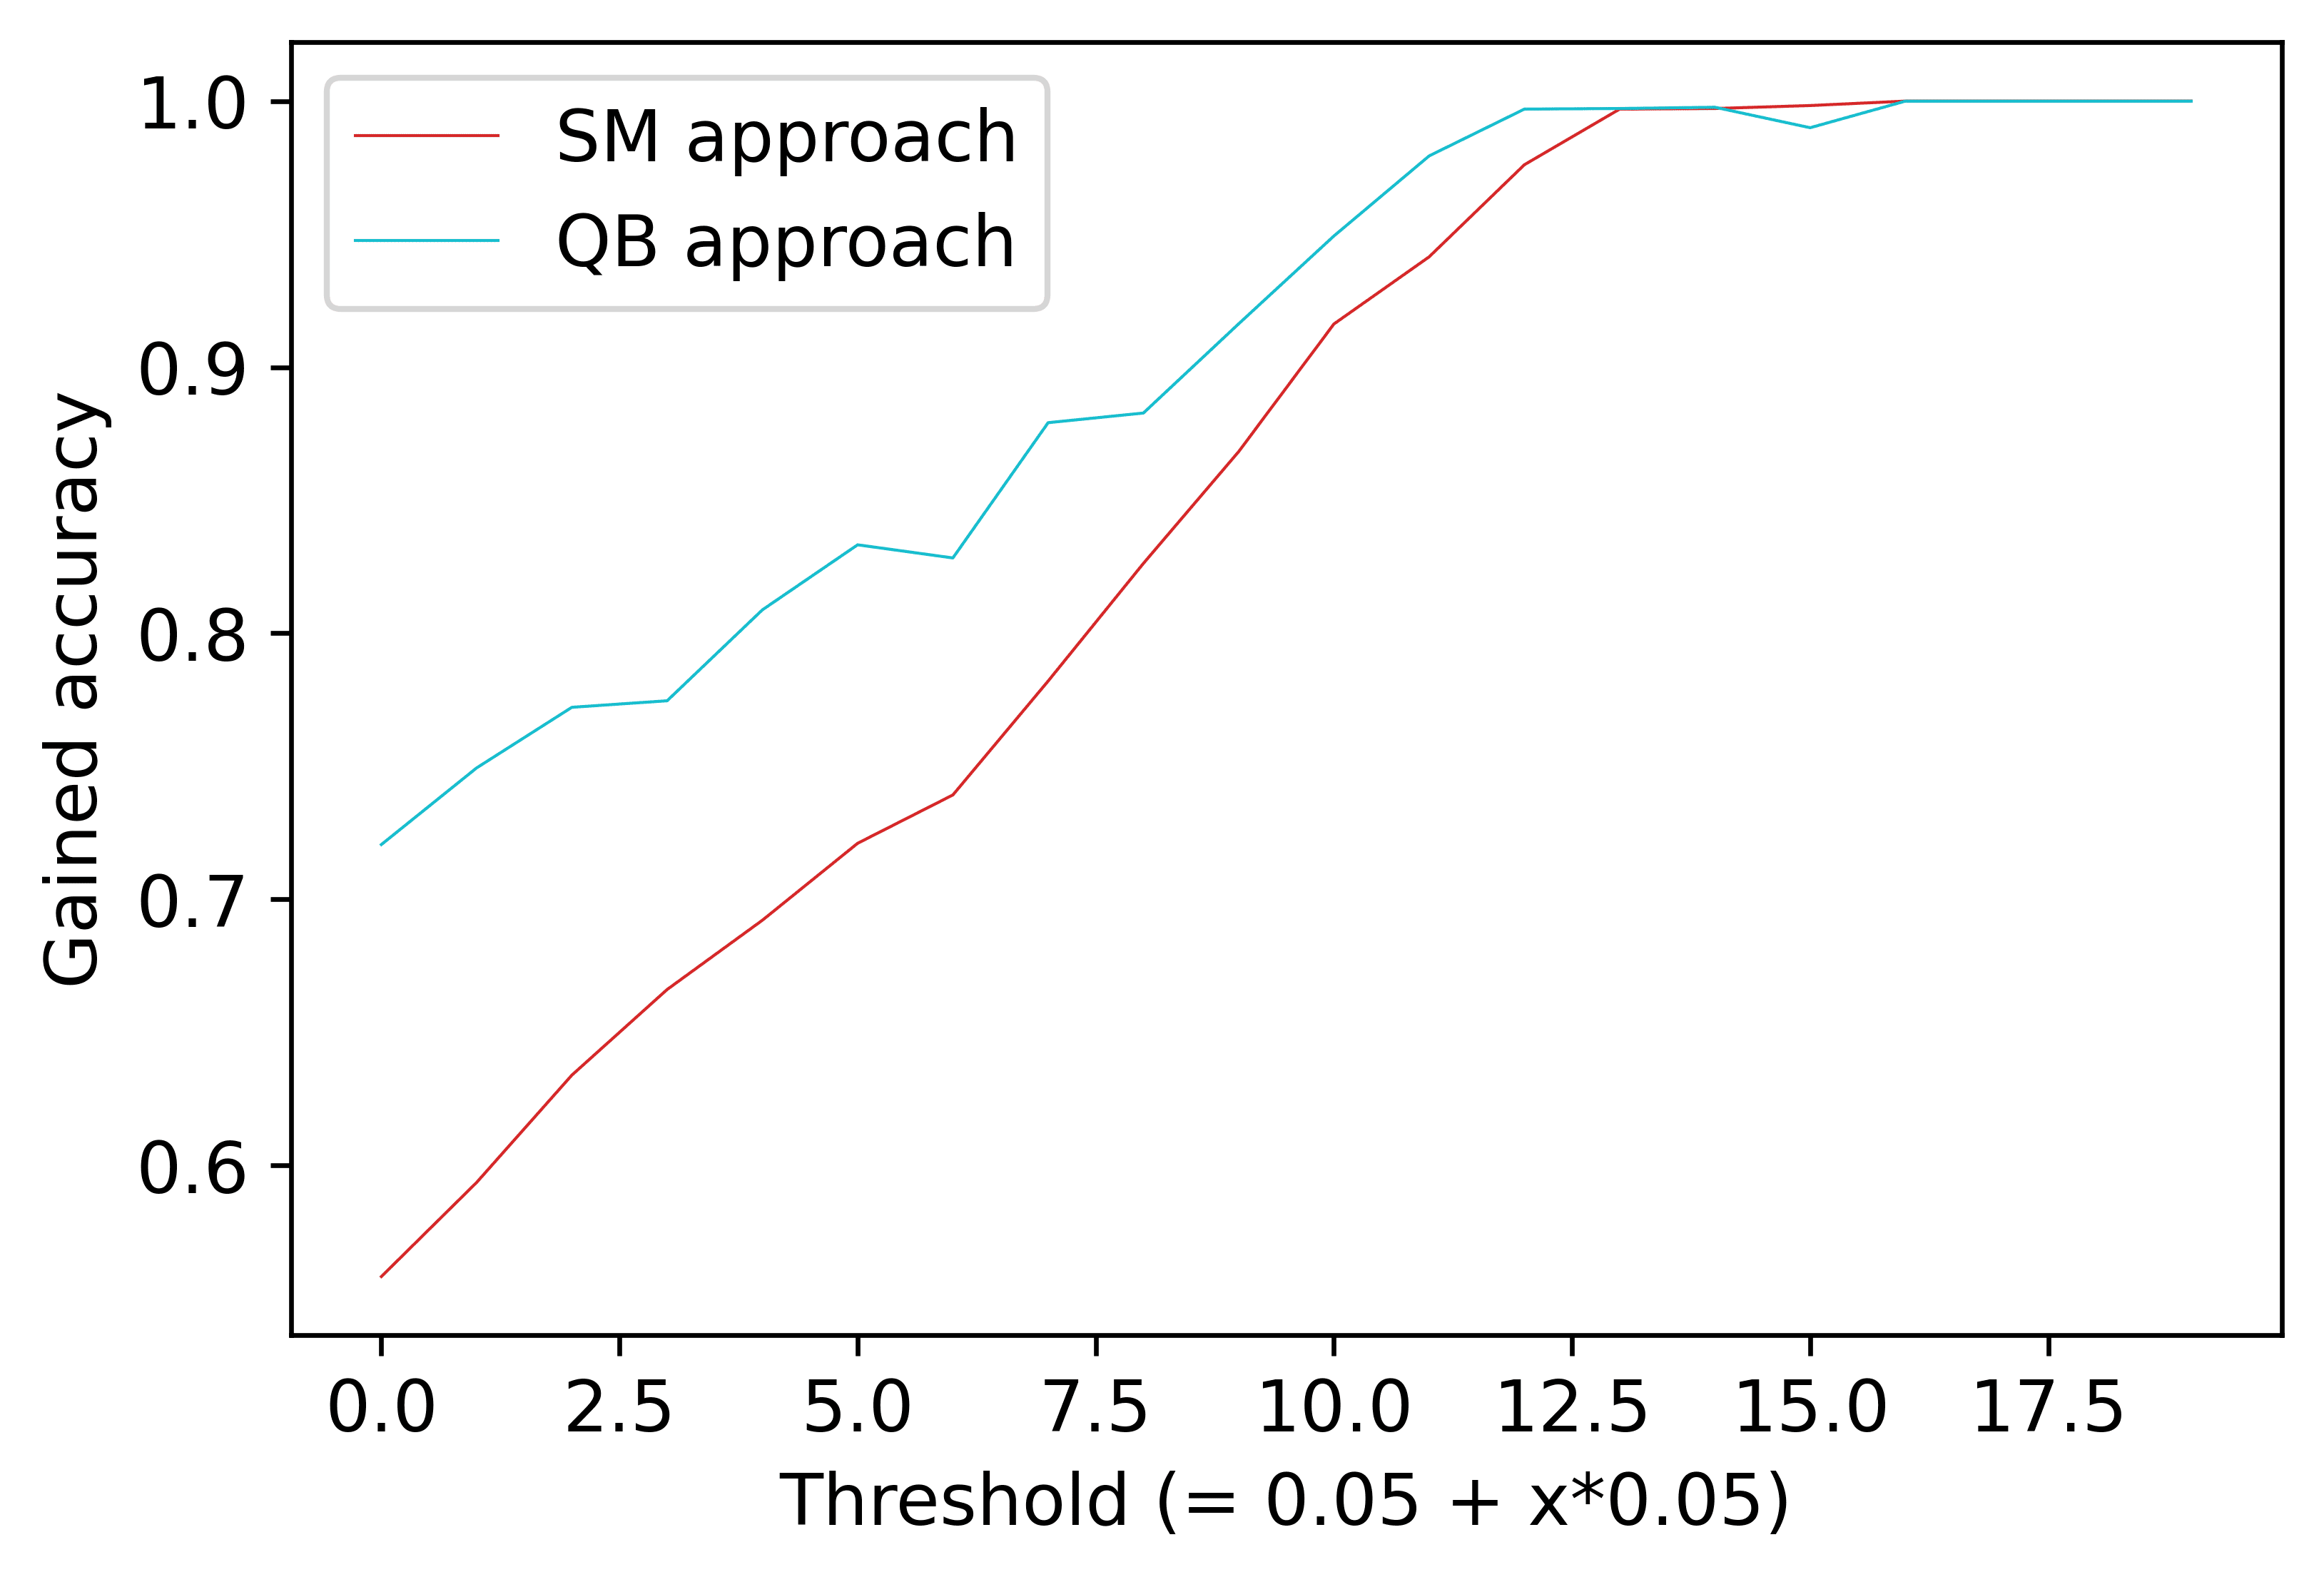 SM approach
QB approach
1.0
0.9
0.8
0.7
0.6
Gained accuracy
0.0 2.5 5.0 7.5 10.0 12.5 15.0 17.5
Threshold (= 0.05 + x*0.05)